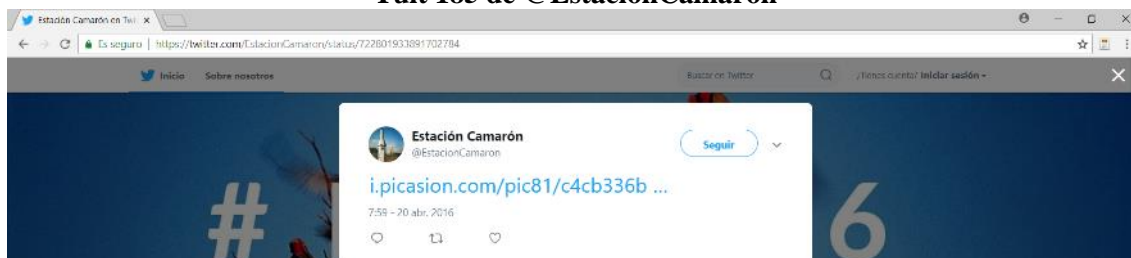 Tuit 185 de @EstacionCamaron
Estación Camarón en Twi
Es seguro | https://twitter.com/EstacionCamaron/status/722801933891702784
Inicio Sobre nosotros Buscar en Twitter ¿Tienes cuenta? Iniciar sesión
Estación Camarón
@EstacionCamaron
Seguir
i.picasion.com/pic81/c4cb336b ...
7:59 - 20 abr. 2016
# 6